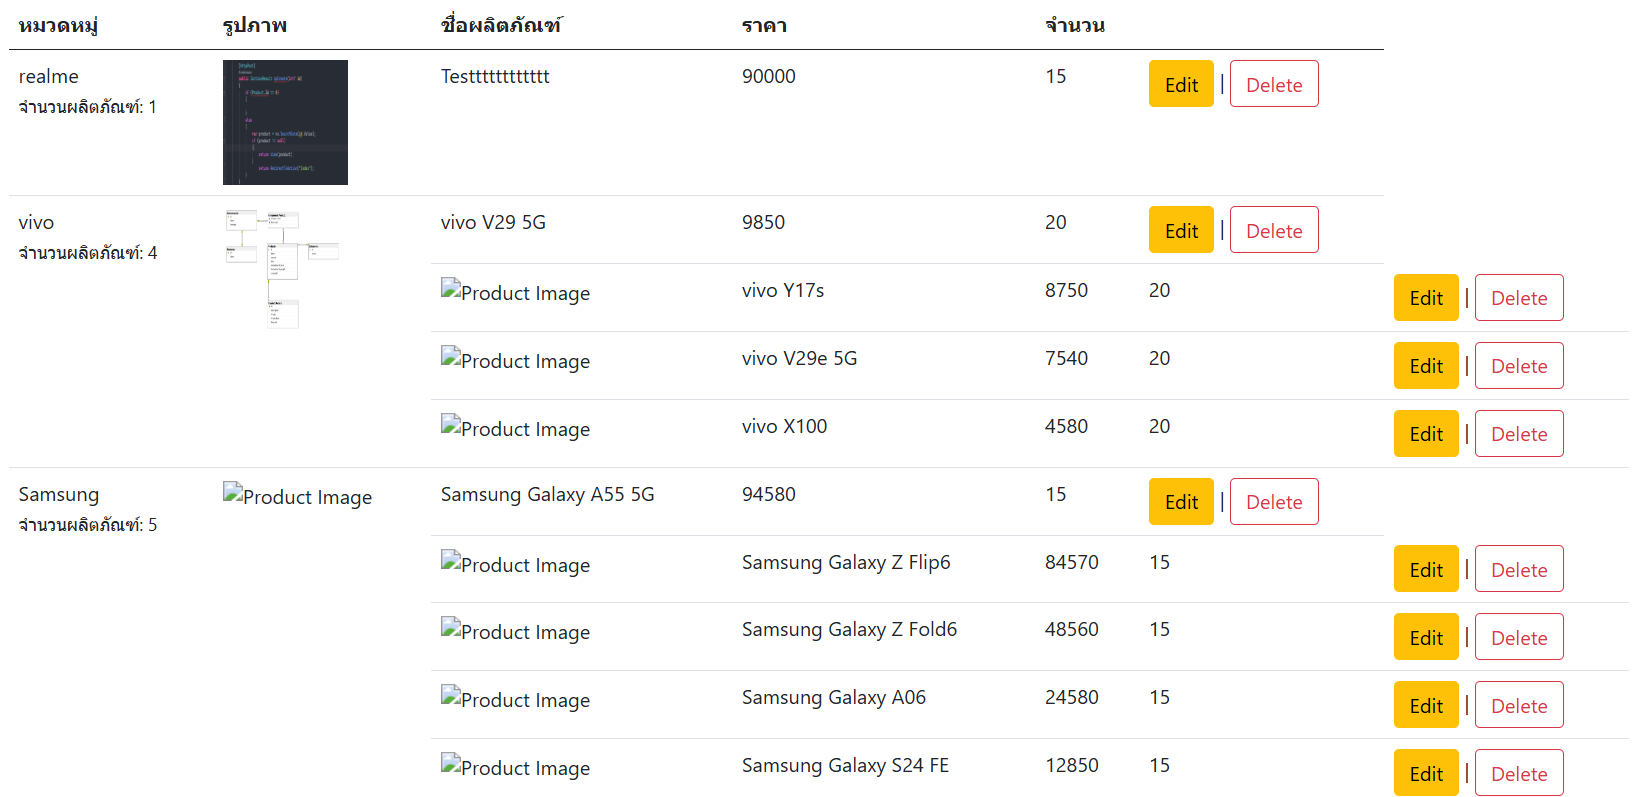 หมวดหมู่ รูปภาพ ชื่อผลิตภัณฑ์ ราคา จำนวน
realme Testttttttttttt 90000 15 Edit | Delete
จำนวนผลิตภัณฑ์: 1
vivo vivo V29 5G 9850 20 Edit | Delete
จำนวนผลิตภัณฑ์: 4
Product Image vivo Y17s 8750 20 Edit | Delete
Product Image vivo V29e 5G 7540 20 Edit | Delete
Product Image vivo X100 4580 20 Edit | Delete
Samsung Product Image Samsung Galaxy A55 5G 94580 15 Edit | Delete
จำนวนผลิตภัณฑ์: 5
Product Image Samsung Galaxy Z Flip6 84570 15 Edit | Delete
Product Image Samsung Galaxy Z Fold6 48560 15 Edit | Delete
Product Image Samsung Galaxy A06 24580 15 Edit | Delete
Product Image Samsung Galaxy S24 FE 12850 15 Edit | Delete